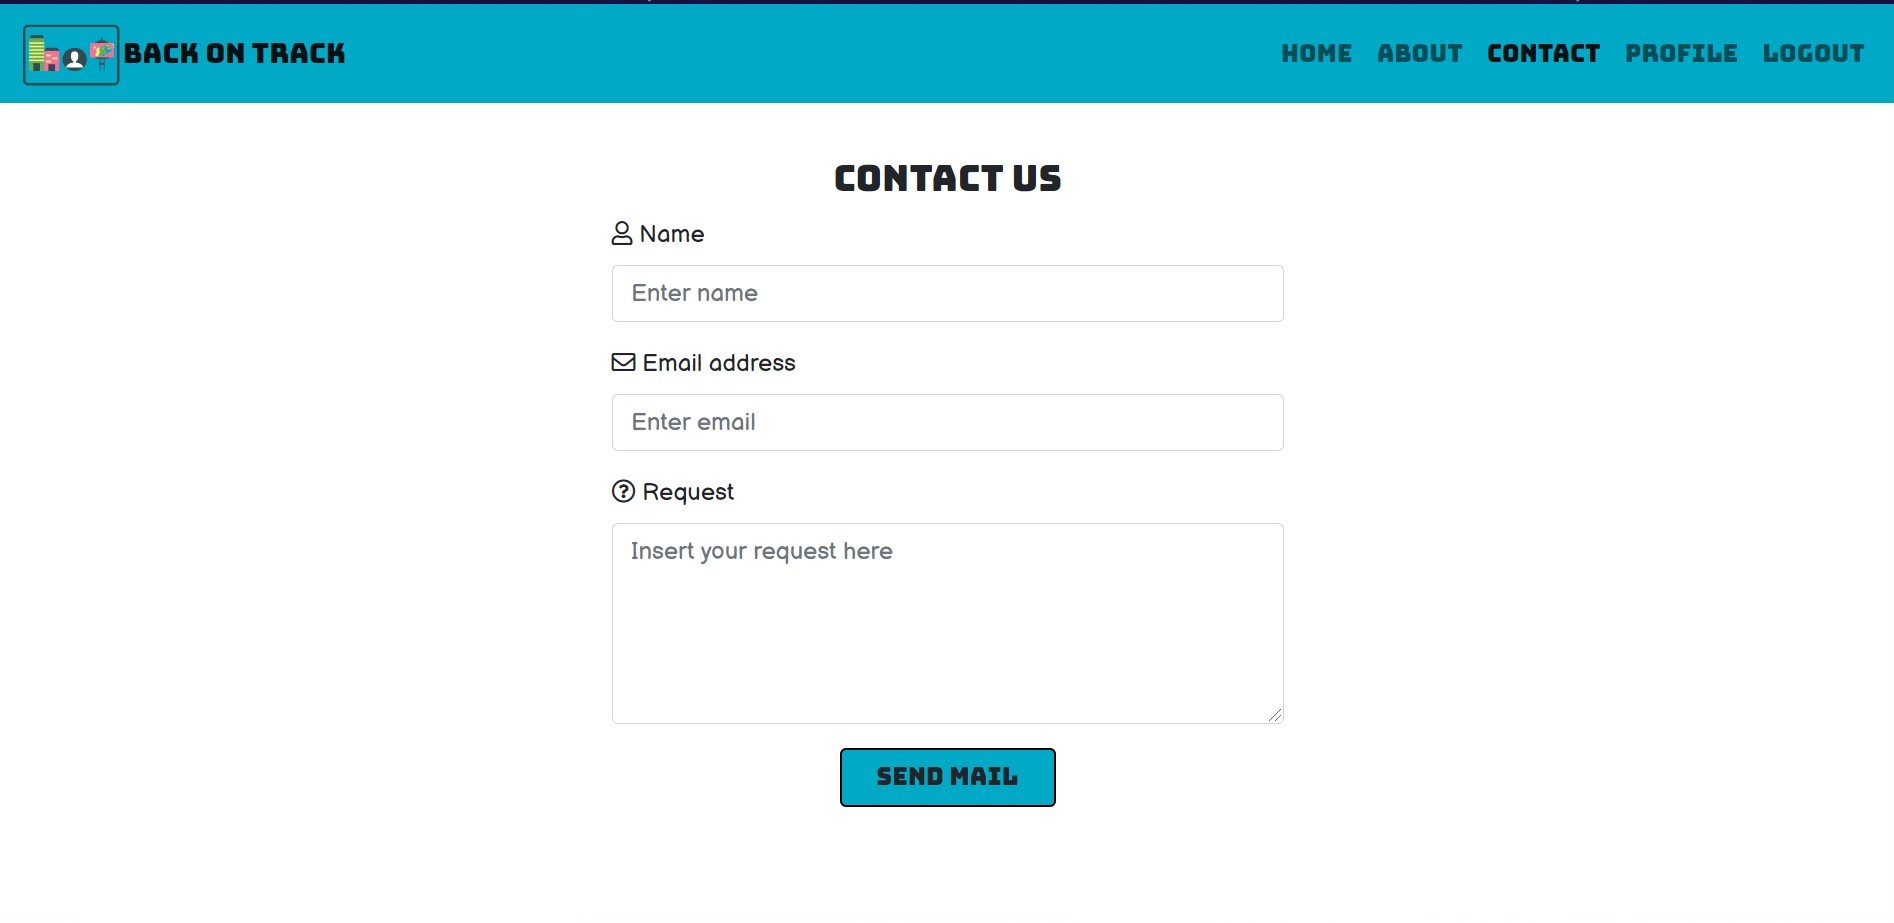 BACK ON TRACK
HOME ABOUT CONTACT PROFILE LOGOUT
CONTACT US
Name
Enter name
Email address
Enter email
Request
Insert your request here
SEND MAIL